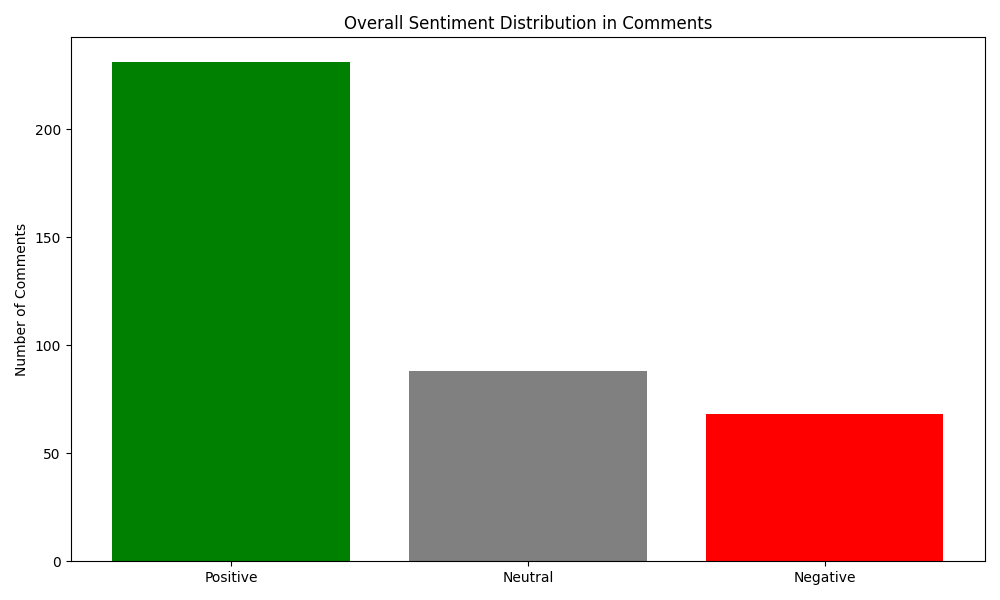 Overall Sentiment Distribution in Comments
Number of Comments
200
150
100
50
0
Positive
Neutral
Negative